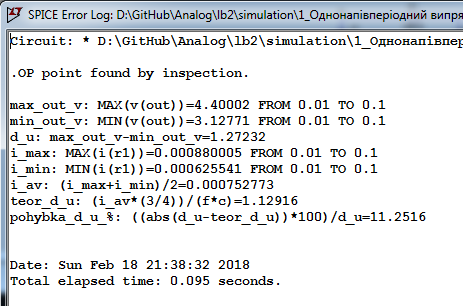 SPICE Error Log: D:\GitHub\Analog\lb2\simulation\1_Однонапівперіодний випря
Circuit: * D:\GitHub\Analog\lb2\simulation\1_Однонапівпер
.OP point found by inspection.
max_out_v: MAX(v(out))=4.40002 FROM 0.01 TO 0.1
min_out_v: MIN(v(out))=3.12771 FROM 0.01 TO 0.1
d_u: max_out_v-min_out_v=1.27232
i_max: MAX(i(r1))=0.000880005 FROM 0.01 TO 0.1
i_min: MIN(i(r1))=0.000625541 FROM 0.01 TO 0.1
i_av: (i_max+i_min)/2=0.000752773
teor_d_u: (i_av*(3/4))/(f*c)=1.12916
pohybka_d_u_%: ((abs(d_u-teor_d_u))*100)/d_u=11.2516
Date: Sun Feb 18 21:38:32 2018
Total elapsed time: 0.095 seconds.